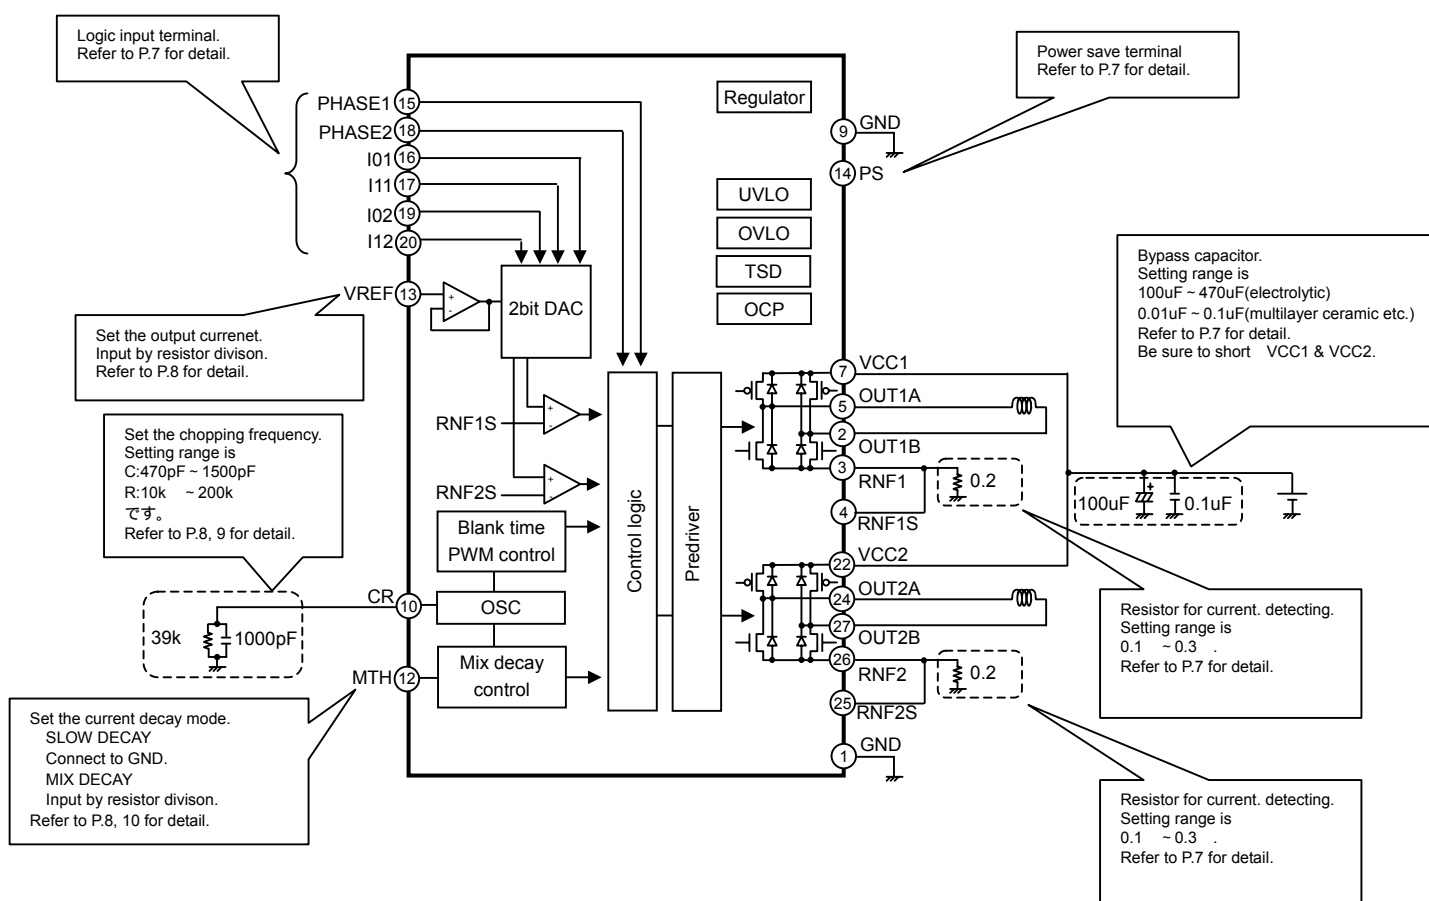 Logic input terminal.
Refer to P.7 for detail.
Power save terminal
Refer to P.7 for detail.
PHASE1
15
PHASE2
18
I01
16
I11
17
I02
19
I12
20
VREF
13
+
-
2bit DAC
Regulator
UVLO
OVLO
TSD
OCP
9
GND
14
PS
Bypass capacitor.
Setting range is
100uF ~ 470uF(electrolytic)
0.01uF ~ 0.1uF(multilayer ceramic etc.)
Refer to P.7 for detail.
Be sure to short VCC1 & VCC2.
Set the output currenet.
Input by resistor divison.
Refer to P.8 for detail.
Set the chopping frequency.
Setting range is
C:470pF ~ 1500pF
R:10k ~ 200k
です。
Refer to P.8, 9 for detail.
RNF1S
+
-
RNF2S
+
-
Blank time
PWM control
OSC
Mix decay
control
Control logic
Predriver
CR
10
39k
1000pF
MTH
12
Set the current decay mode.
SLOW DECAY
Connect to GND.
MIX DECAY
Input by resistor divison.
Refer to P.8, 10 for detail.
7
VCC1
5
OUT1A
2
OUT1B
3
RNF1
0.2
4
RNF1S
22
VCC2
24
OUT2A
27
OUT2B
26
RNF2
0.2
25
RNF2S
1
GND
100uF
+
0.1uF
Resistor for current. detecting.
Setting range is
0.1 ~ 0.3 .
Refer to P.7 for detail.
Resistor for current. detecting.
Setting range is
0.1 ~ 0.3 .
Refer to P.7 for detail.